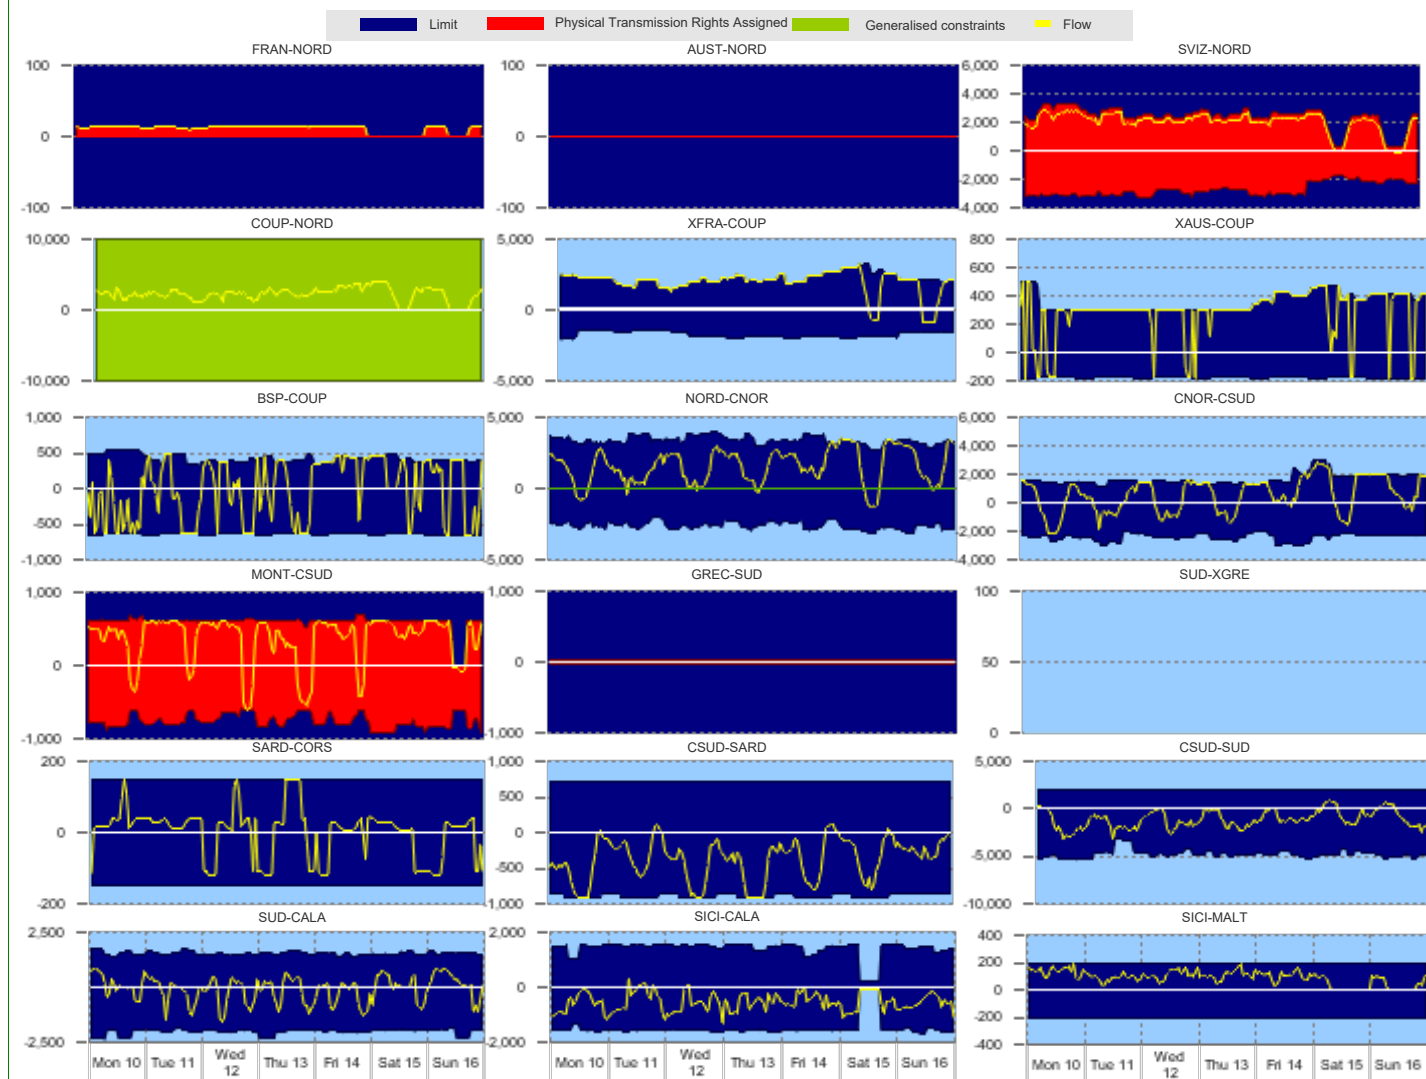 Limit Physical Transmission Rights Assigned Generalised constraints Flow
FRAN-NORD AUST-NORD SVIZ-NORD
100 100 6,000
4,000
2,000
0 0 0
-2,000
-100 -100 -4,000
COUP-NORD XFRA-COUP XAUS-COUP
10,000 5,000 800
600
400
0 0 200
0
-10,000 -5,000 -200
BSP-COUP NORD-CNOR CNOR-CSUD
1,000 5,000 6,000
500 4,000
2,000
0 0 0
-500 -2,000
-1,000 -5,000 -4,000
MONT-CSUD GREC-SUD SUD-XGRE
1,000 1,000 100
0 0 50
-1,000 -1,000 0
SARD-CORS CSUD-SARD CSUD-SUD
200 1,000 5,000
500 0
0 0
-500 -5,000
-200 -1,000 -10,000
SUD-CALA SICI-CALA SICI-MALT
2,500 2,000 400
200
0 0 0
-200
-2,500 -2,000 -400
Mon 10 Tue 11 Wed 12 Thu 13 Fri 14 Sat 15 Sun 16 Mon 10 Tue 11 Wed 12 Thu 13 Fri 14 Sat 15 Sun 16 Mon 10 Tue 11 Wed 12 Thu 13 Fri 14 Sat 15 Sun 16